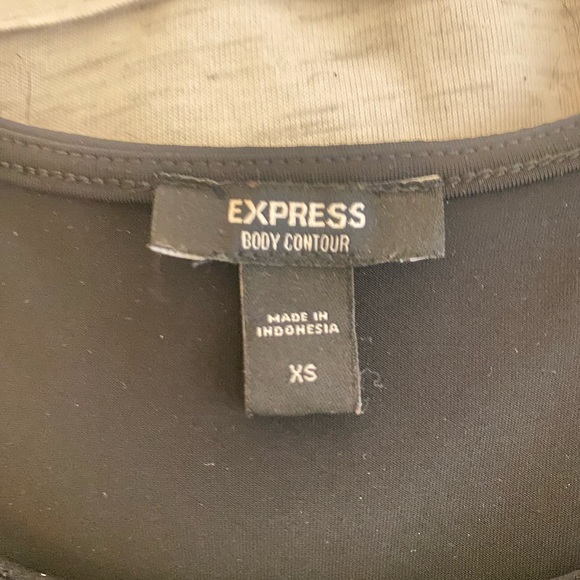 EXPRESS
BODY CONTOUR
MADE IN
INDONESIA
XS